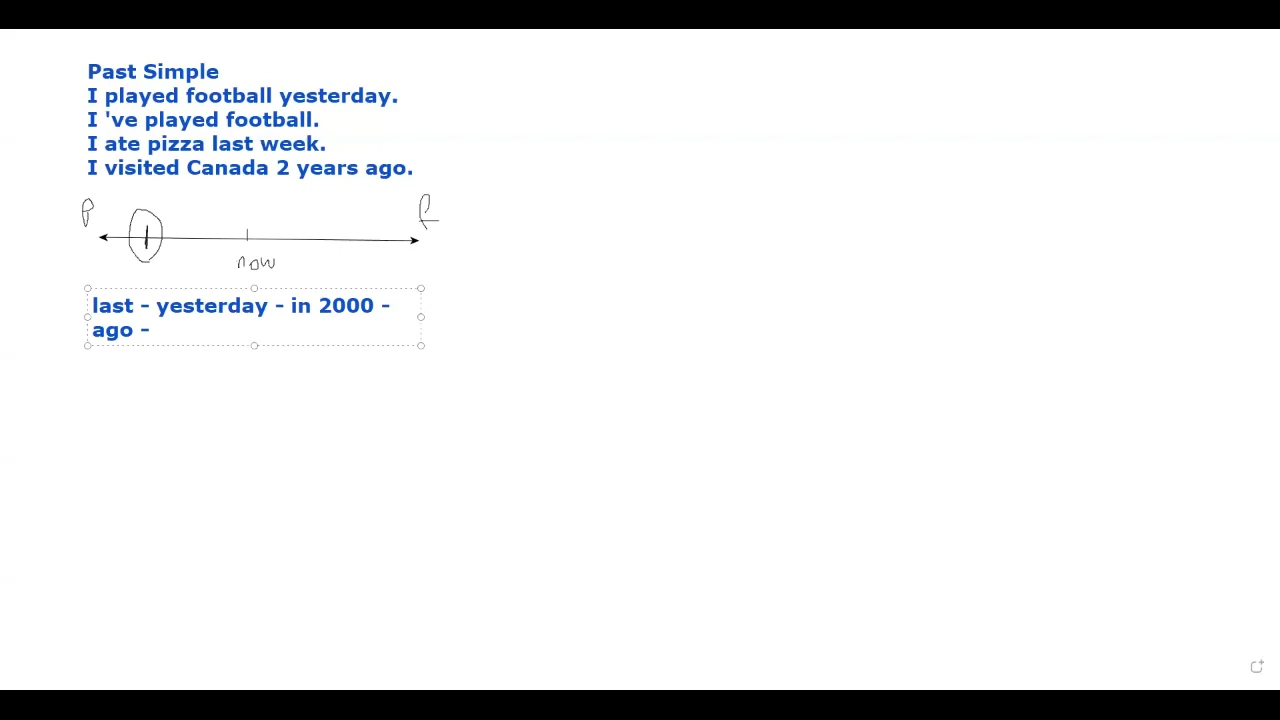 Past Simple
I played football yesterday.
I 've played football.
I ate pizza last week.
I visited Canada 2 years ago.
P f
now
last - yesterday - in 2000 -
ago -